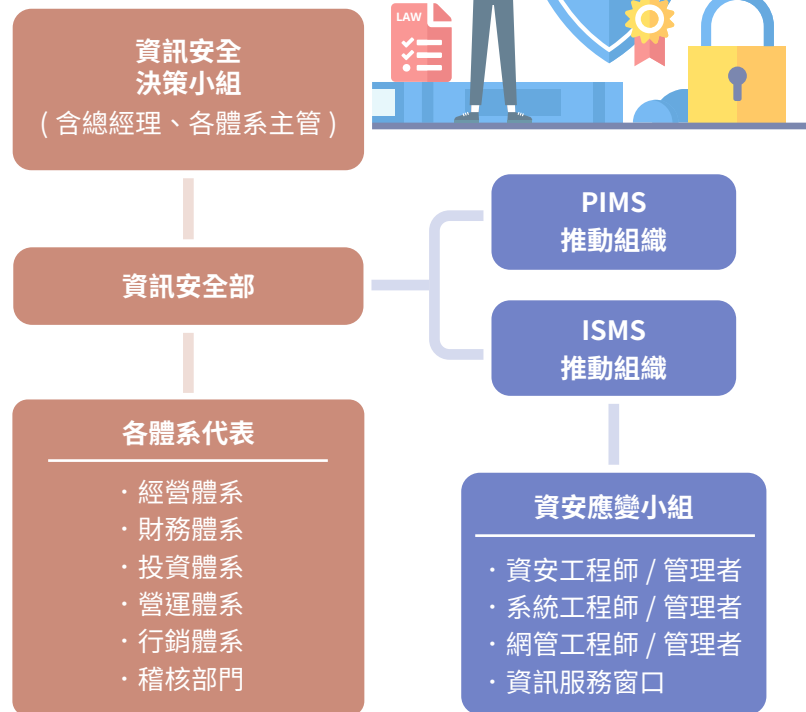 LAW
資訊安全
決策小組
( 含總經理、各體系主管 )
資訊安全部
PIMS
推動組織
ISMS
推動組織
各體系代表
· 經營體系
· 財務體系
· 投資體系
· 營運體系
· 行銷體系
· 稽核部門
資安應變小組
· 資安工程師 / 管理者
· 系統工程師 / 管理者
· 網管工程師 / 管理者
· 資訊服務窗口